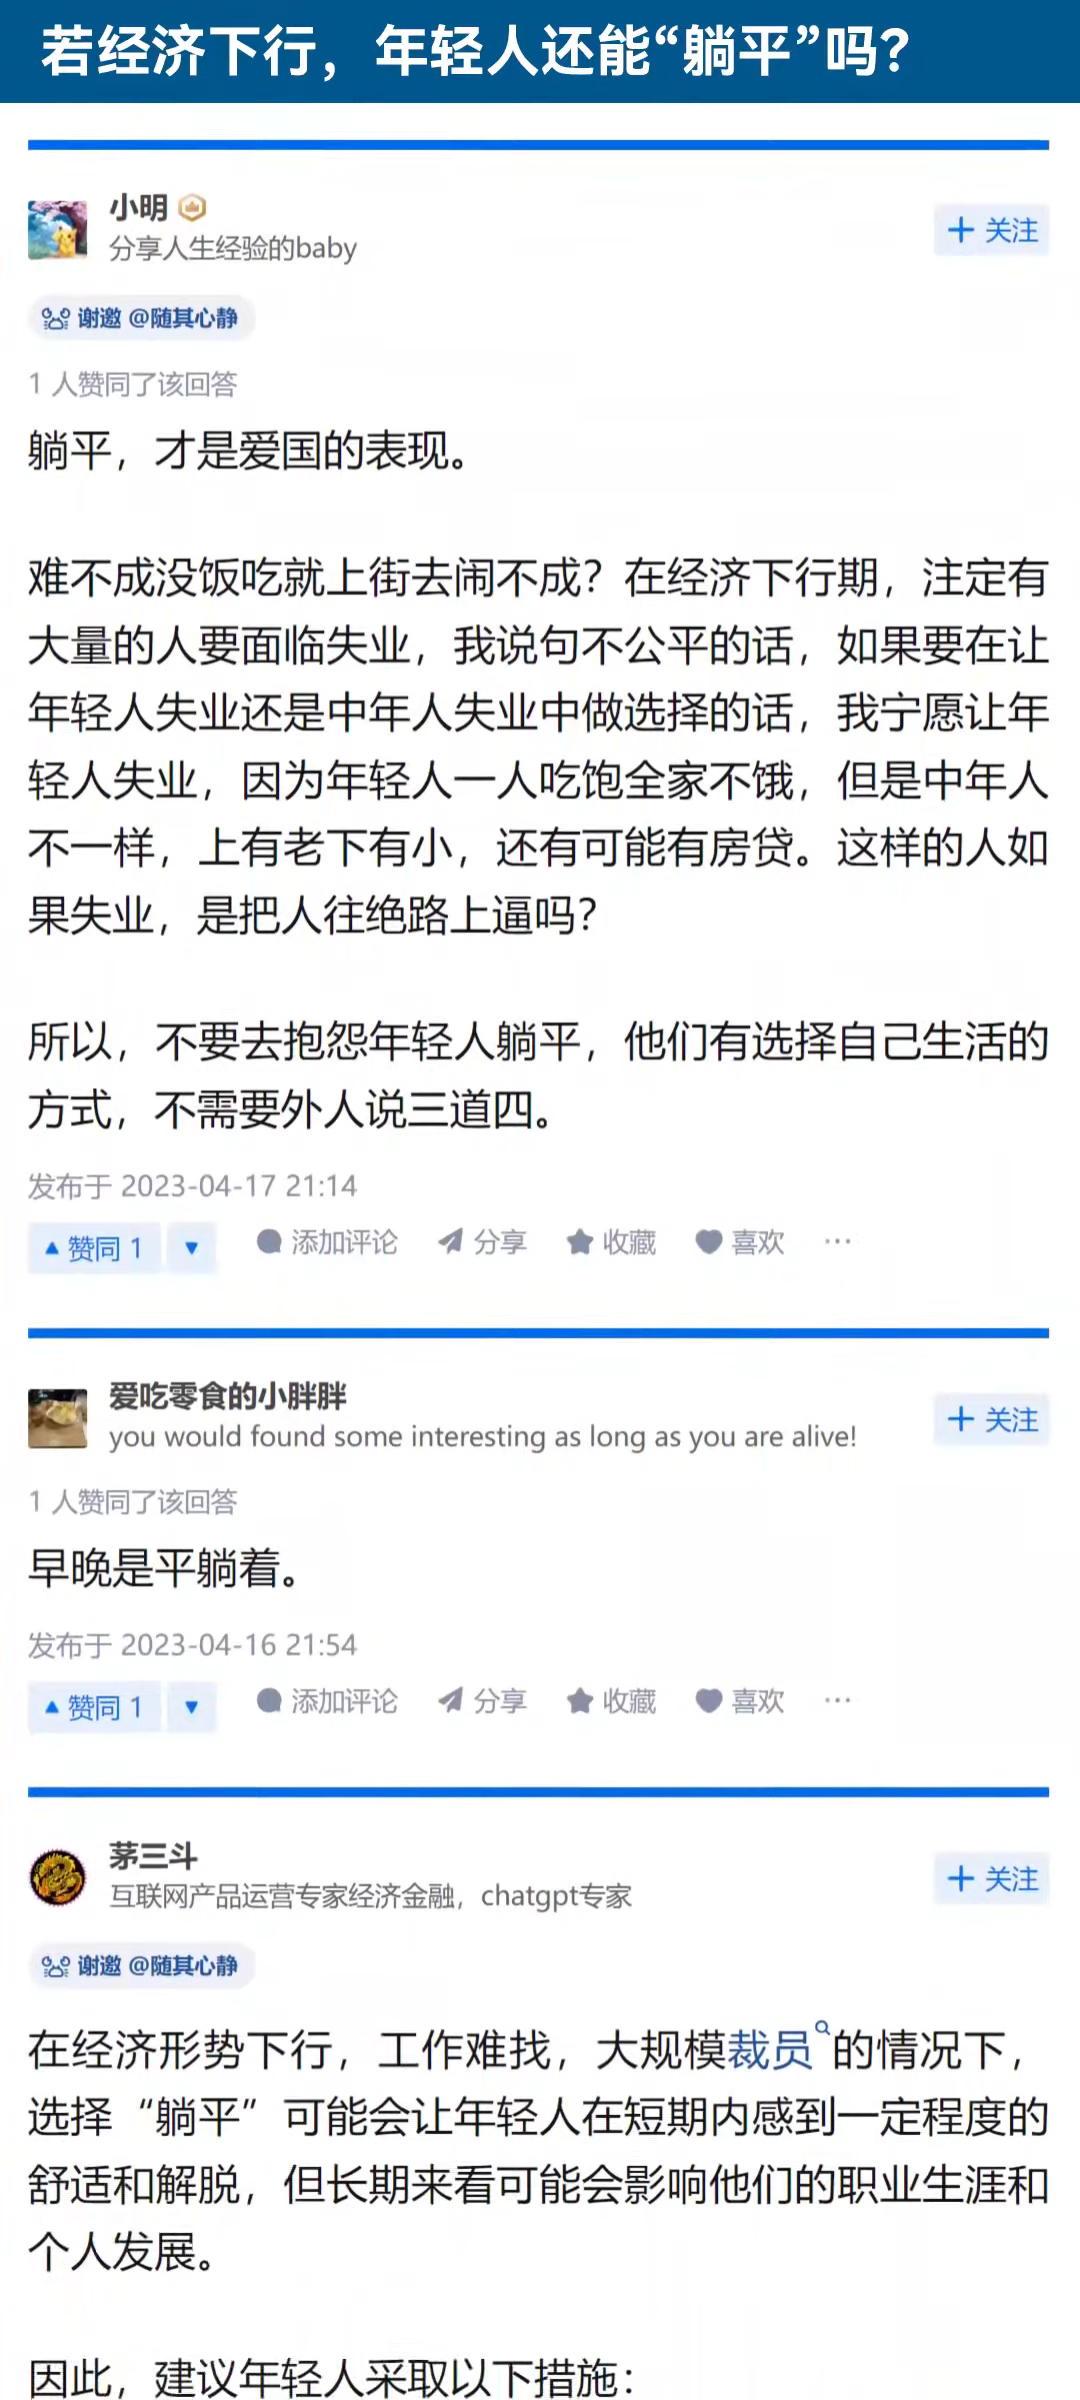 若经济下行，年轻人还能“躺平”吗？
小明
分享人生经验的baby
+ 关注
谢邀 @随其心静
1 人赞同了该回答
躺平，才是爱国的表现。
难不成没饭吃就上街去闹不成？在经济下行期，注定有
大量的人要面临失业，我说句不公平的话，如果要在让
年轻人失业还是中年人失业中做选择的话，我宁愿让年
轻人失业，因为年轻人一人吃饱全家不饿，但是中年人
不一样，上有老下有小，还有可能有房贷。这样的人如
果失业，是把人往绝路上逼吗？
所以，不要去抱怨年轻人躺平，他们有选择自己生活的
方式，不需要外人说三道四。
发布于 2023-04-17 21:14
赞同 1 添加评论 分享 收藏 喜欢 ···
爱吃零食的小胖胖
you would found some interesting as long as you are alive!
+ 关注
1 人赞同了该回答
早晚是平躺着。
发布于 2023-04-16 21:54
赞同 1 添加评论 分享 收藏 喜欢 ···
茅三斗
互联网产品运营专家经济金融，chatgpt专家
+ 关注
谢邀 @随其心静
在经济形势下行，工作难找，大规模裁员的情况下，
选择“躺平”可能会让年轻人在短期内感到一定程度的
舒适和解脱，但长期来看可能会影响他们的职业生涯和
个人发展。
因此，建议年轻人采取以下措施：